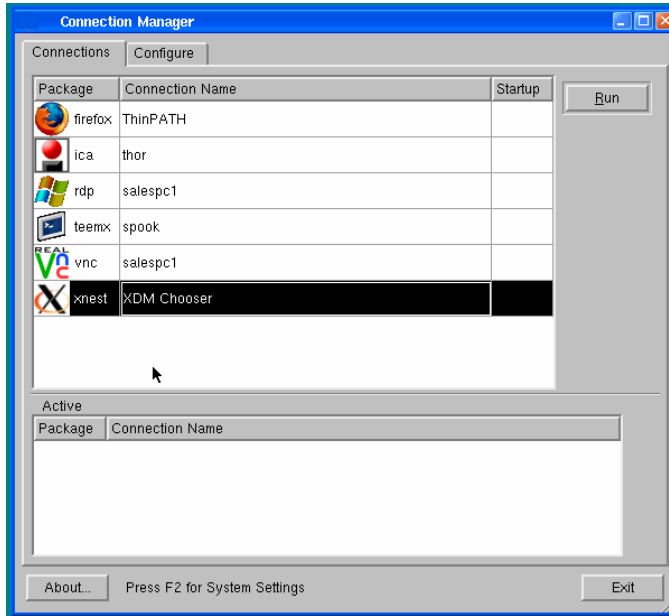 Connection Manager
Connections Configure
Package Connection Name Startup
Run
firefox ThinPATH
ica thor
rdp salespc1
teemx spook
REAL
VNC vnc salespc1
xnest XDM Chooser
Active
Package Connection Name
About... Press F2 for System Settings Exit